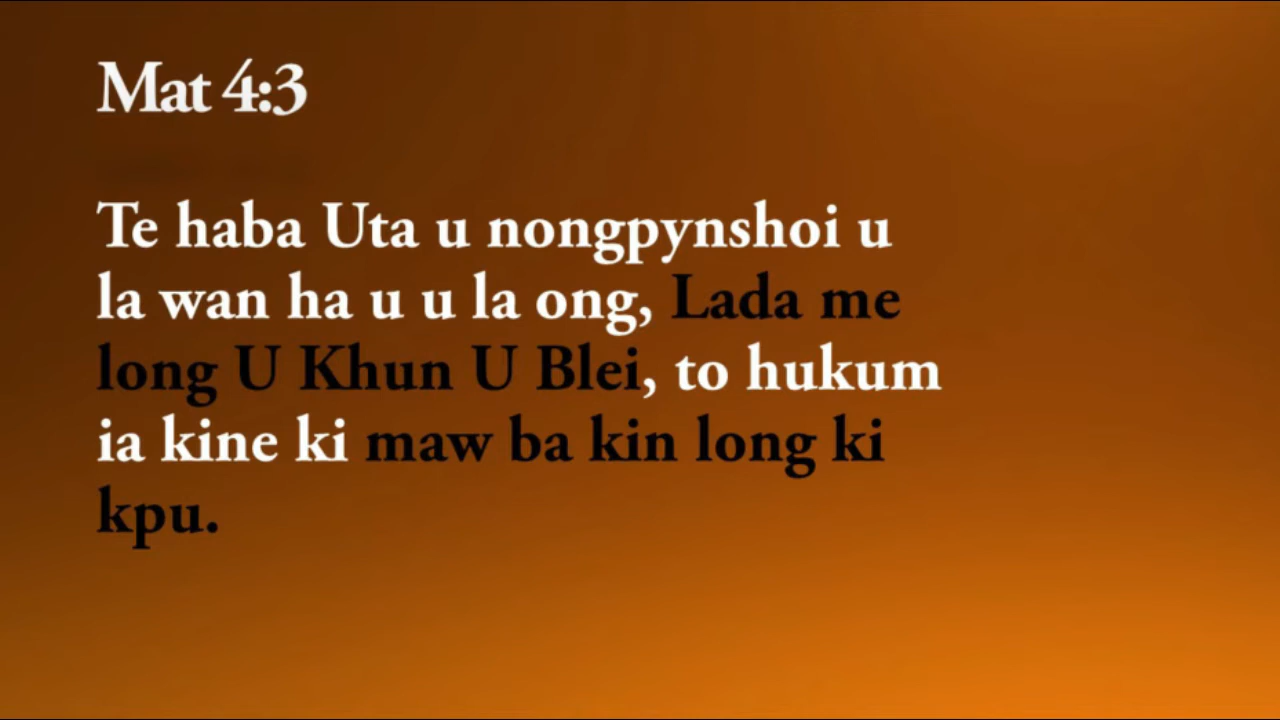 Mat 4:3
Te haba Uta u nongpynshoi u
la wan ha u u la ong, Lada me
long U Khun U Blei, to hukum
ia kine ki maw ba kin long ki
kpu.